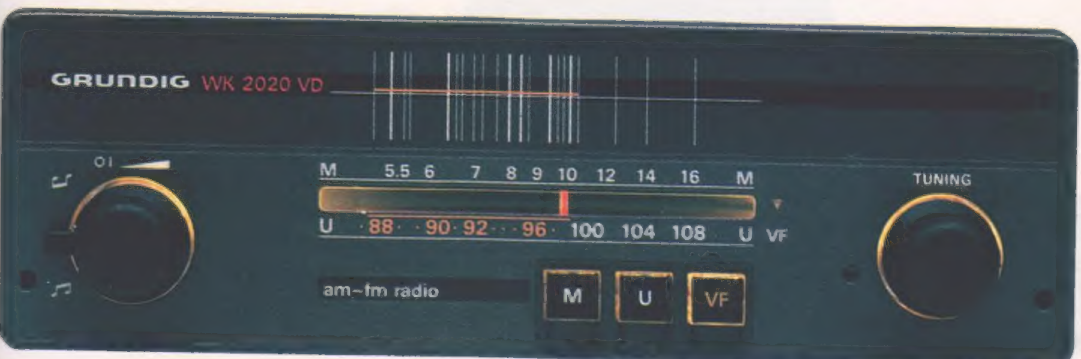 GRUNDIG WK 2020 VD
OI
TUNING
M 5.5 6 7 8 9 10 12 14 16 M
U ·88· ·90·92···96· 100 104 108 U VF
am-fm radio
M U VF